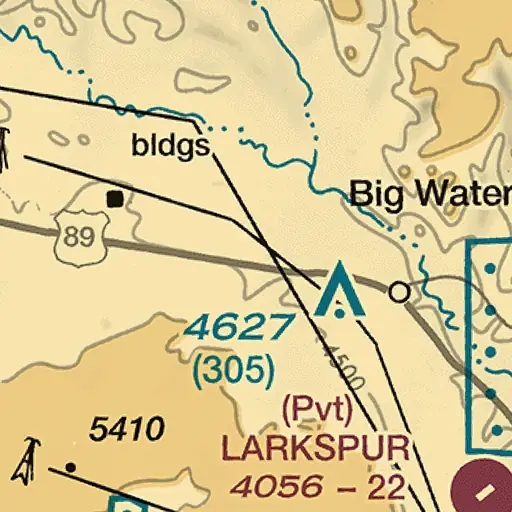 bldgs
Big Water
89
4627
(305)
4500
(Pvt)
LARKSPUR
5410
4056 – 22